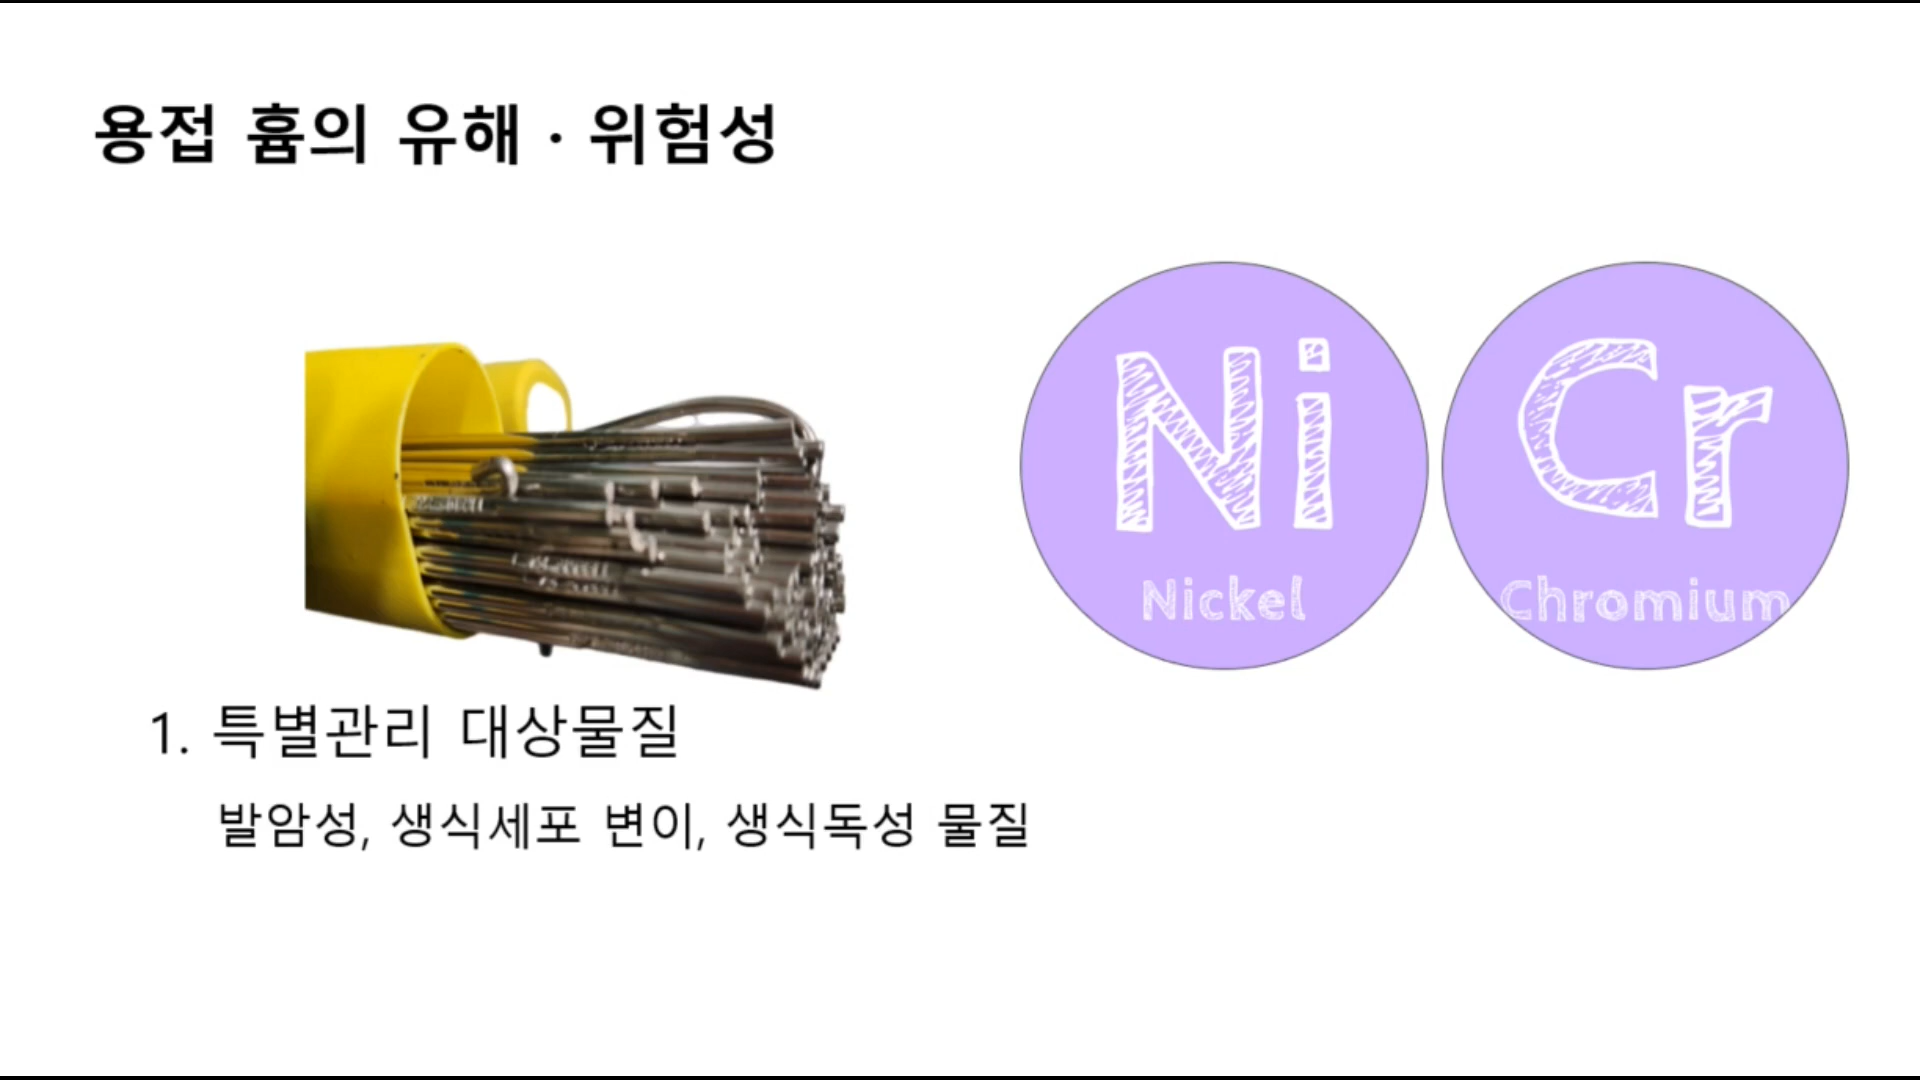 용접 흄의 유해 · 위험성
Ni
Nickel
Cr
Chromium
1. 특별관리 대상물질
발암성, 생식세포 변이, 생식독성 물질